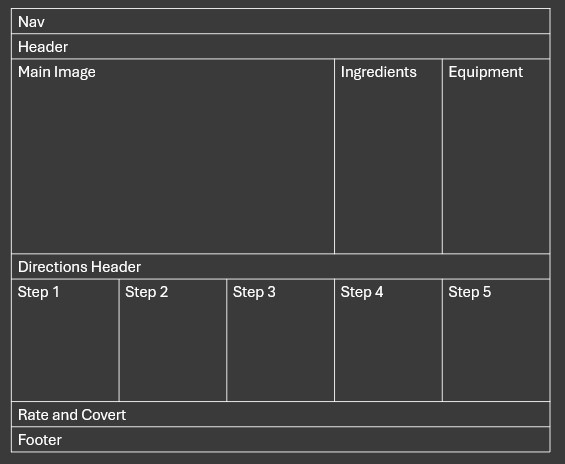 Nav
Header
Main Image
Ingredients
Equipment
Directions Header
Step 1
Step 2
Step 3
Step 4
Step 5
Rate and Covert
Footer